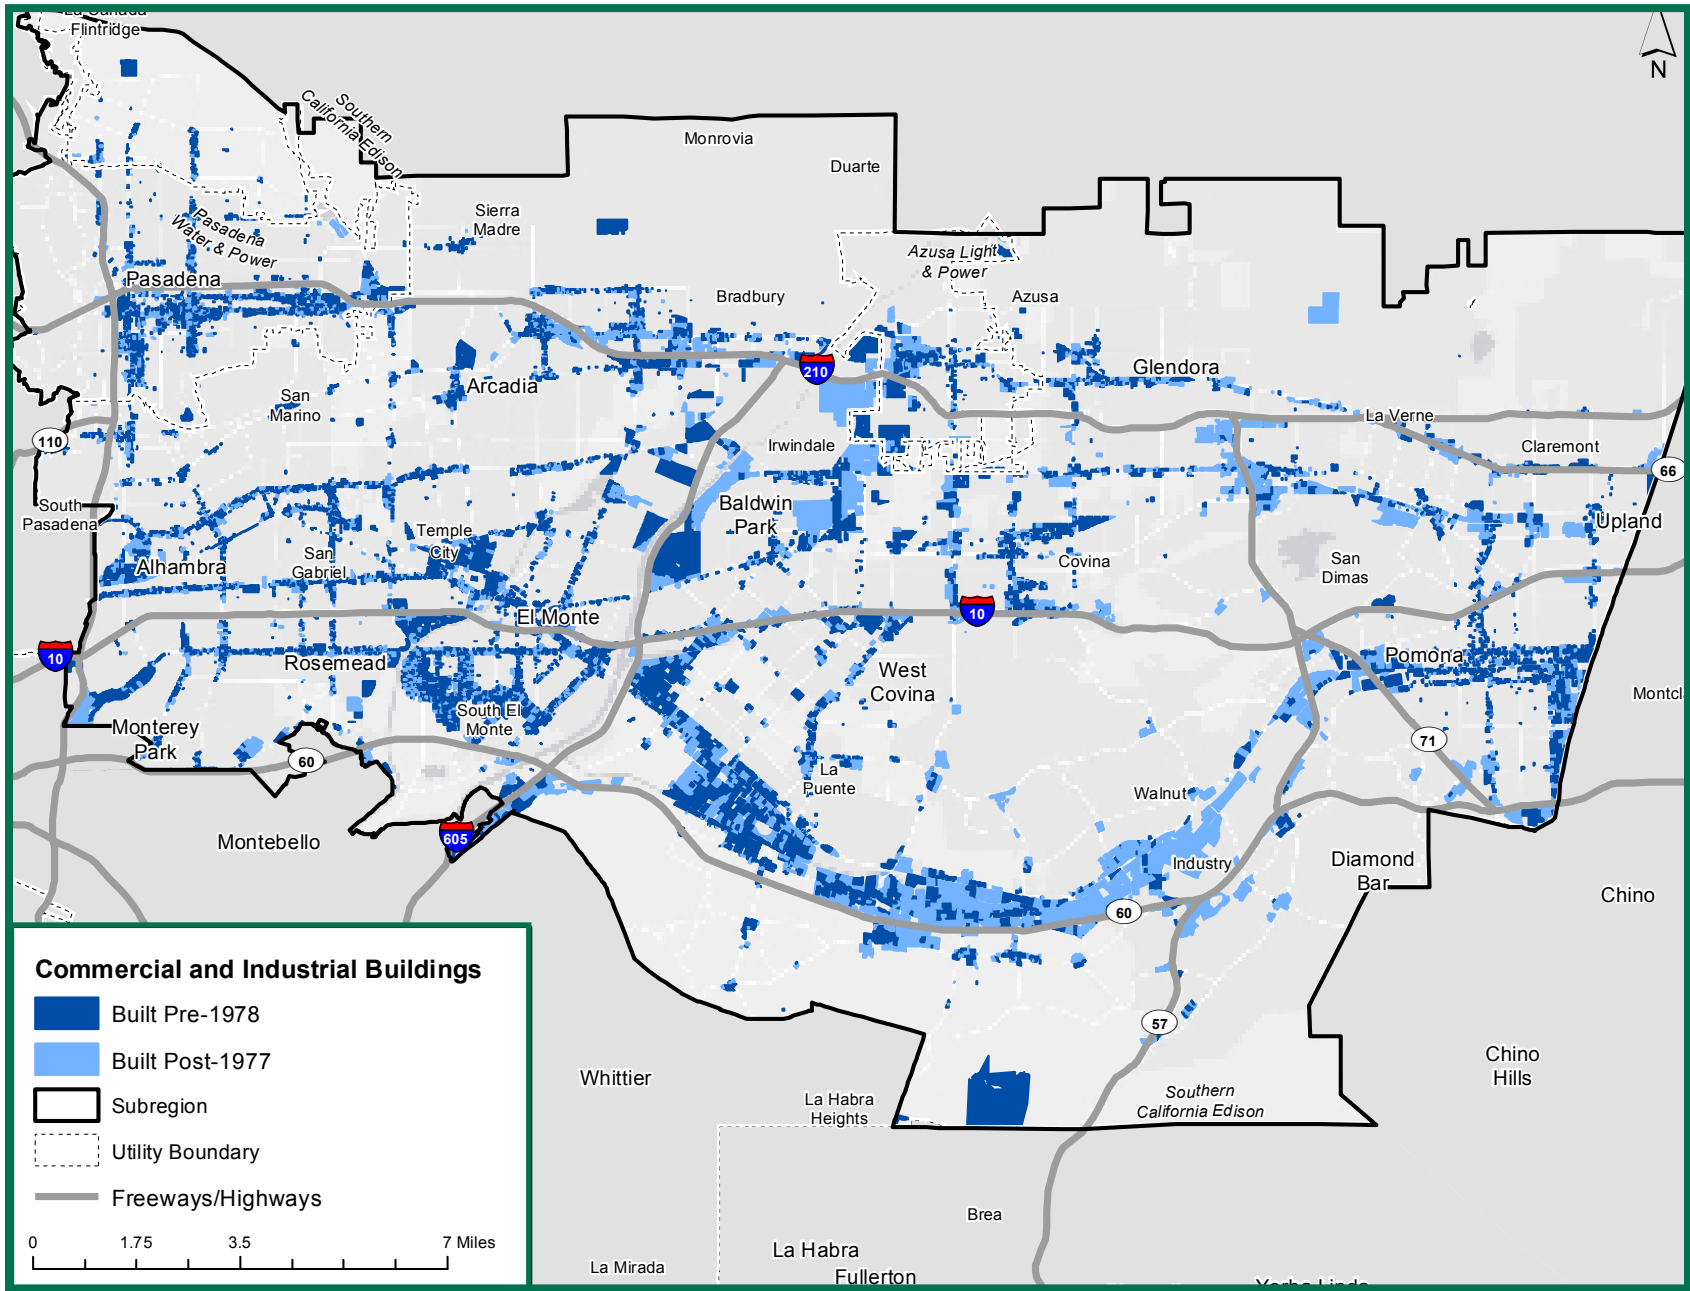 La Canada
Flintridge
N
Southern
California Edison
Monrovia
Duarte
Sierra
Madre
Pasadena
Water & Power
Azusa Light
& Power
Pasadena
Bradbury
Azusa
210
Glendora
Arcadia
San
Marino
La Verne
110
Irwindale
Claremont
66
South
Pasadena
Baldwin
Park
Upland
Temple
City
San
Gabriel
Alhambra
Covina
San
Dimas
El Monte
10
10
Rosemead
Pomona
West
Covina
Montcl
South El
Monte
Monterey
Park
60
71
La
Puente
Walnut
Montebello
605
Industry
Diamond
Bar
Chino
60
57
Commercial and Industrial Buildings
Built Pre-1978
Built Post-1977
Subregion
Utility Boundary
Freeways/Highways
0 1.75 3.5 7 Miles
Whittier
La Habra
Heights
Southern
California Edison
Chino
Hills
Brea
La Habra
La Mirada
Fullerton
Yorba Linda